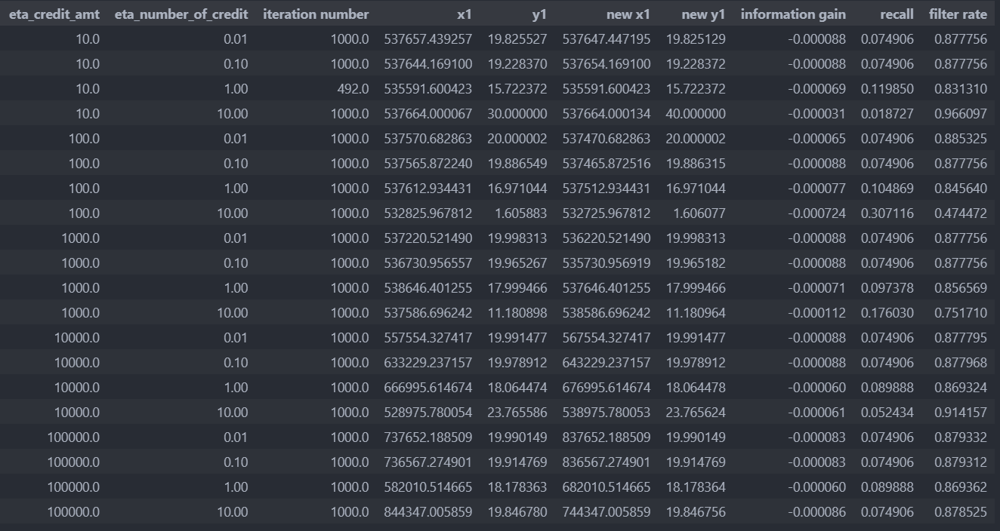 eta_credit_amt eta_number_of_credit iteration number x1 y1 new x1 new y1 information gain recall filter rate
10.0 0.01 1000.0 537657.439257 19.825527 537647.447195 19.825129 -0.000088 0.074906 0.877756
10.0 0.10 1000.0 537644.169100 19.228370 537654.169100 19.228372 -0.000088 0.074906 0.877756
10.0 1.00 492.0 535591.600423 15.722372 535591.600423 15.722372 -0.000069 0.119850 0.831310
10.0 10.00 1000.0 537664.000067 30.000000 537664.000134 40.000000 -0.000031 0.018727 0.966097
100.0 0.01 1000.0 537570.682863 20.000002 537470.682863 20.000002 -0.000065 0.074906 0.885325
100.0 0.10 1000.0 537565.872240 19.886549 537465.872516 19.886315 -0.000088 0.074906 0.877756
100.0 1.00 1000.0 537612.934431 16.971044 537512.934431 16.971044 -0.000077 0.104869 0.845640
100.0 10.00 1000.0 532825.967812 1.605883 532725.967812 1.606077 -0.000724 0.307116 0.474472
1000.0 0.01 1000.0 537220.521490 19.998313 536220.521490 19.998313 -0.000088 0.074906 0.877756
1000.0 0.10 1000.0 536730.956557 19.965267 535730.956919 19.965182 -0.000088 0.074906 0.877756
1000.0 1.00 1000.0 538646.401255 17.999466 537646.401255 17.999466 -0.000071 0.097378 0.856569
1000.0 10.00 1000.0 537586.696242 11.180898 538586.696242 11.180964 -0.000112 0.176030 0.751710
10000.0 0.01 1000.0 557554.327417 19.991477 567554.327417 19.991477 -0.000088 0.074906 0.877795
10000.0 0.10 1000.0 633229.237157 19.978912 643229.237157 19.978912 -0.000088 0.074906 0.877968
10000.0 1.00 1000.0 666995.614674 18.064474 676995.614674 18.064478 -0.000060 0.089888 0.869324
10000.0 10.00 1000.0 528975.780054 23.765586 538975.780053 23.765624 -0.000061 0.052434 0.914157
100000.0 0.01 1000.0 737652.188509 19.990149 837652.188509 19.990149 -0.000083 0.074906 0.879332
100000.0 0.10 1000.0 736567.274901 19.914769 836567.274901 19.914769 -0.000083 0.074906 0.879312
100000.0 1.00 1000.0 582010.514665 18.178363 682010.514665 18.178364 -0.000060 0.089888 0.869362
100000.0 10.00 1000.0 844347.005859 19.846780 744347.005859 19.846756 -0.000086 0.074906 0.878525